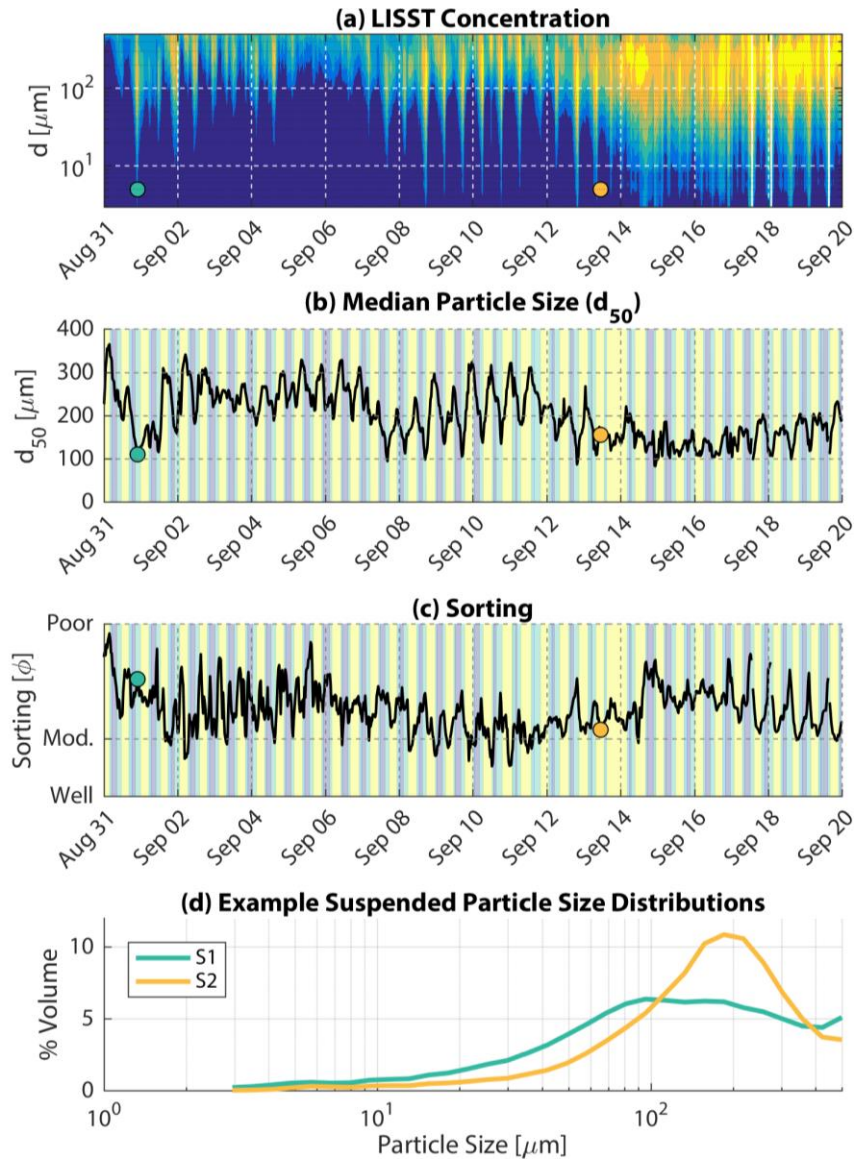 (a) LISST Concentration
d [μm]
10²
10¹
Aug 31
Sep 02
Sep 04
Sep 06
Sep 08
Sep 10
Sep 12
Sep 14
Sep 16
Sep 18
Sep 20
(b) Median Particle Size (d₅₀)
d₅₀ [μm]
400
300
200
100
0
Aug 31
Sep 02
Sep 04
Sep 06
Sep 08
Sep 10
Sep 12
Sep 14
Sep 16
Sep 18
Sep 20
(c) Sorting
Sorting [ϕ]
Poor
Mod.
Well
Aug 31
Sep 02
Sep 04
Sep 06
Sep 08
Sep 10
Sep 12
Sep 14
Sep 16
Sep 18
Sep 20
(d) Example Suspended Particle Size Distributions
% Volume
10
5
0
S1
S2
10⁰
10¹
10²
Particle Size [μm]